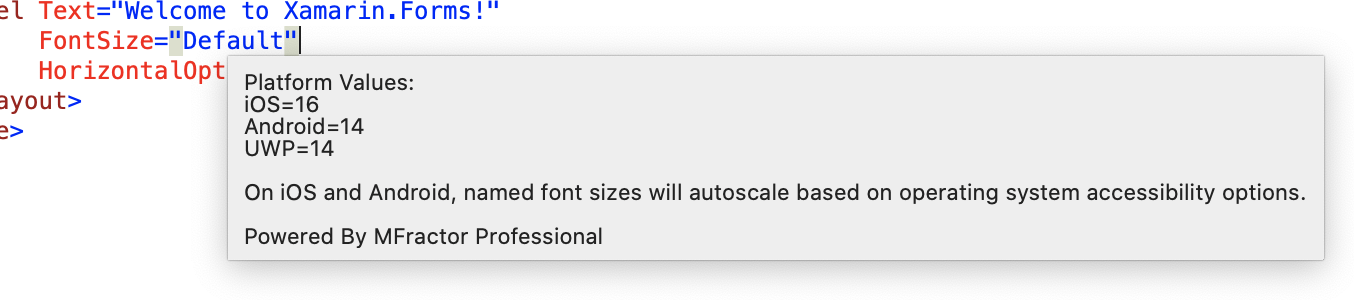 el Text="Welcome to Xamarin.Forms!"
FontSize="Default"
HorizontalOpt
ayout>
e>
Platform Values:
iOS=16
Android=14
UWP=14
On iOS and Android, named font sizes will autoscale based on operating system accessibility options.
Powered By MFractor Professional